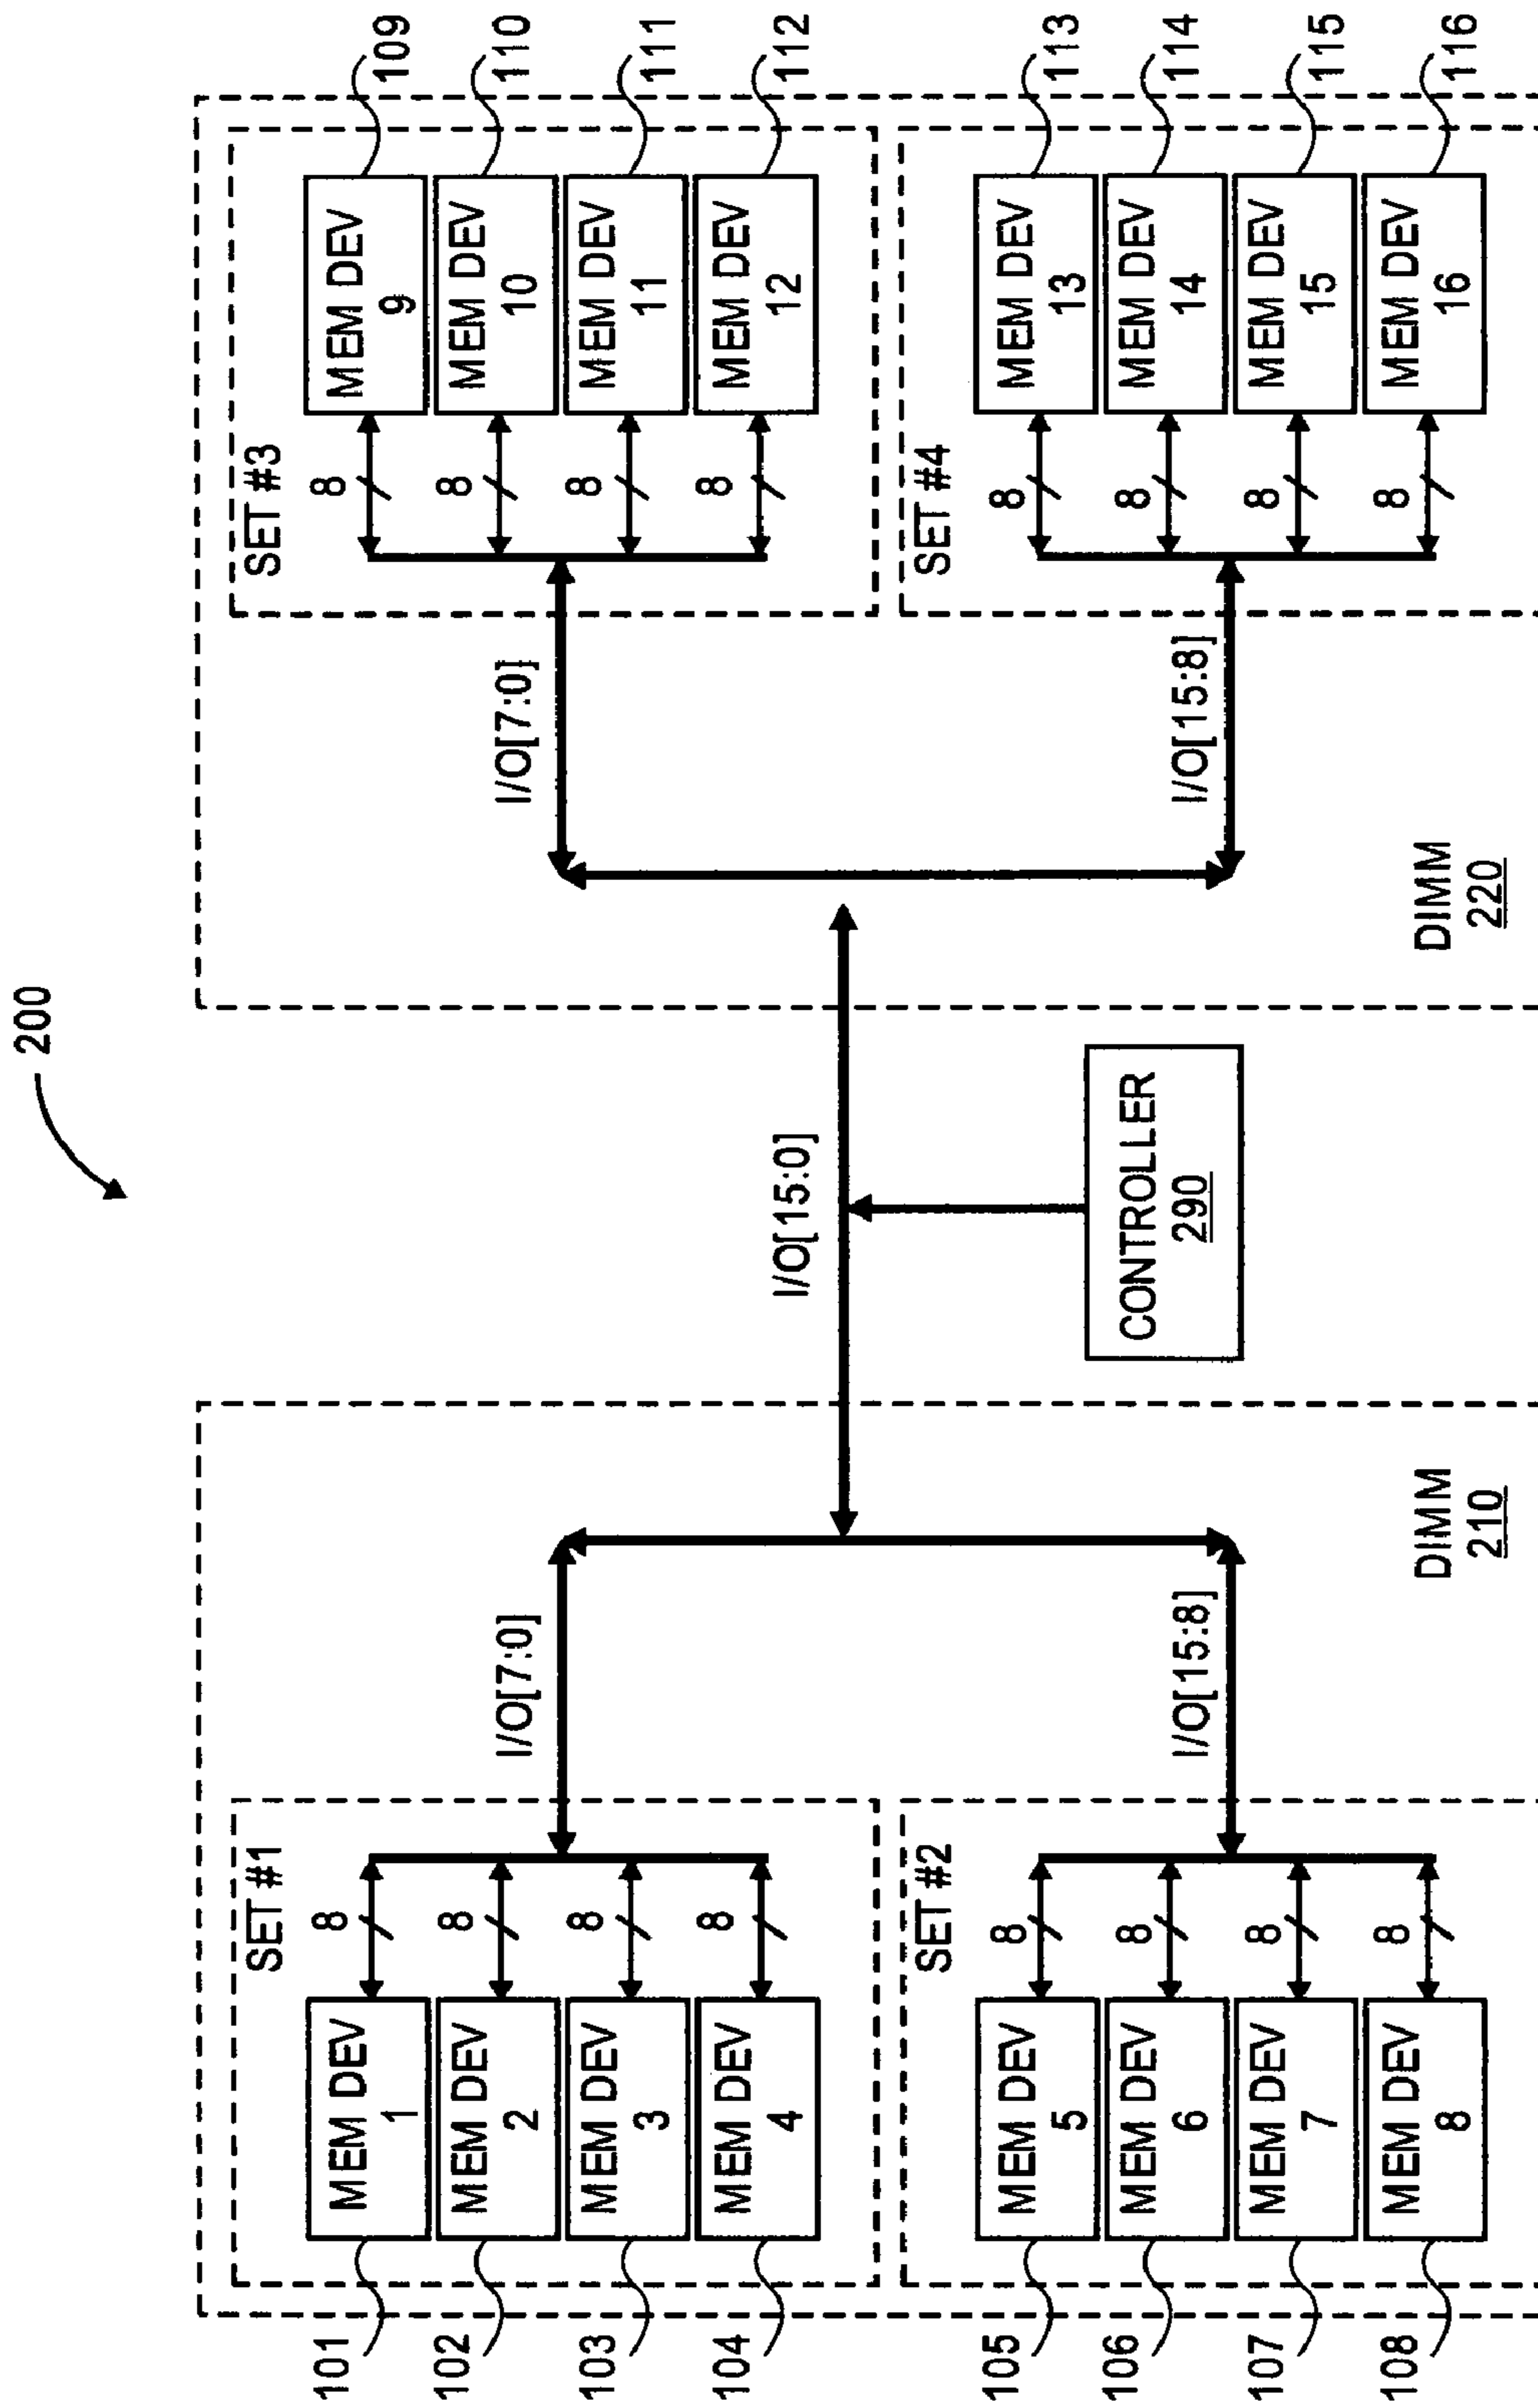 200
SET #1
101
MEM DEV
1
8
102
MEM DEV
2
8
103
MEM DEV
3
8
104
MEM DEV
4
8
I/O[7:0]
SET #2
105
MEM DEV
5
8
106
MEM DEV
6
8
107
MEM DEV
7
8
108
MEM DEV
8
8
I/O[15:8]
DIMM
210
I/O[15:0]
CONTROLLER
290
SET #3
8
MEM DEV
9
109
8
MEM DEV
10
110
8
MEM DEV
11
111
8
MEM DEV
12
112
I/O[7:0]
SET #4
8
MEM DEV
13
113
8
MEM DEV
14
114
8
MEM DEV
15
115
8
MEM DEV
16
116
I/O[15:8]
DIMM
220